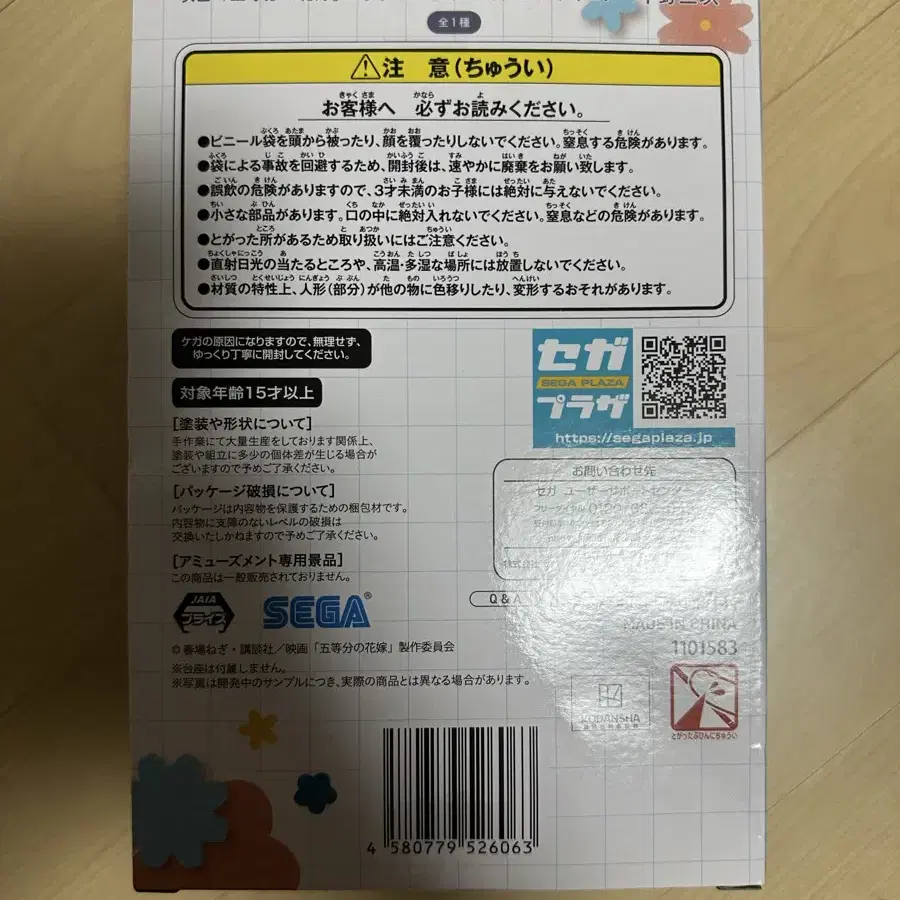 全1種
注 意(ちゅうい)
お客様へ 必ずお読みください。
●ビニール袋を頭から被ったり、顔を覆ったりしないでください。窒息する危険があります。
●袋による事故を回避するため、開封後は、速やかに廃棄をお願い致します。
●誤飲の危険がありますので、3才未満のお子様には絶対に与えないでください。
●小さな部品があります。口の中に絶対入れないでください。窒息などの危険があります。
●とがった所があるため取り扱いにはご注意ください。
●直射日光の当たるところや、高温・多湿な場所には放置しないでください。
●材質の特性上、人形(部分)が他の物に色移りしたり、変形するおそれがあります。
ケガの原因になりますので、無理せず、
ゆっくり丁寧に開封してください。
対象年齢15才以上
[塗装や形状について]
手作業にて大量生産をしております関係上、
塗装や組立に多少の個体差が生じる場合が
ございますので予めご了承ください。
[パッケージ破損について]
パッケージは内容物を保護するための梱包材です。
内容物に支障のないレベルの破損は
交換いたしかねますので予めご了承ください。
[アミューズメント専用景品]
この商品は一般販売されておりません。
JAIA
プライズ
SEGA®
© 春場ねぎ・講談社/映画「五等分の花嫁」製作委員会
※台座は付属しません。
※写真は開発中のサンプルにつき、実際の商品とは異なる場合があります。
セガ
SEGA PLAZA
プラザ
https://segaplaza.jp
お問い合わせ先
セガ ユーザーサポートセンター
フリーダイヤル
株式会社
Q & A
MADE IN CHINA
1101583
KODANSHA
とがったぶひんにちゅうい
4 580779 526063